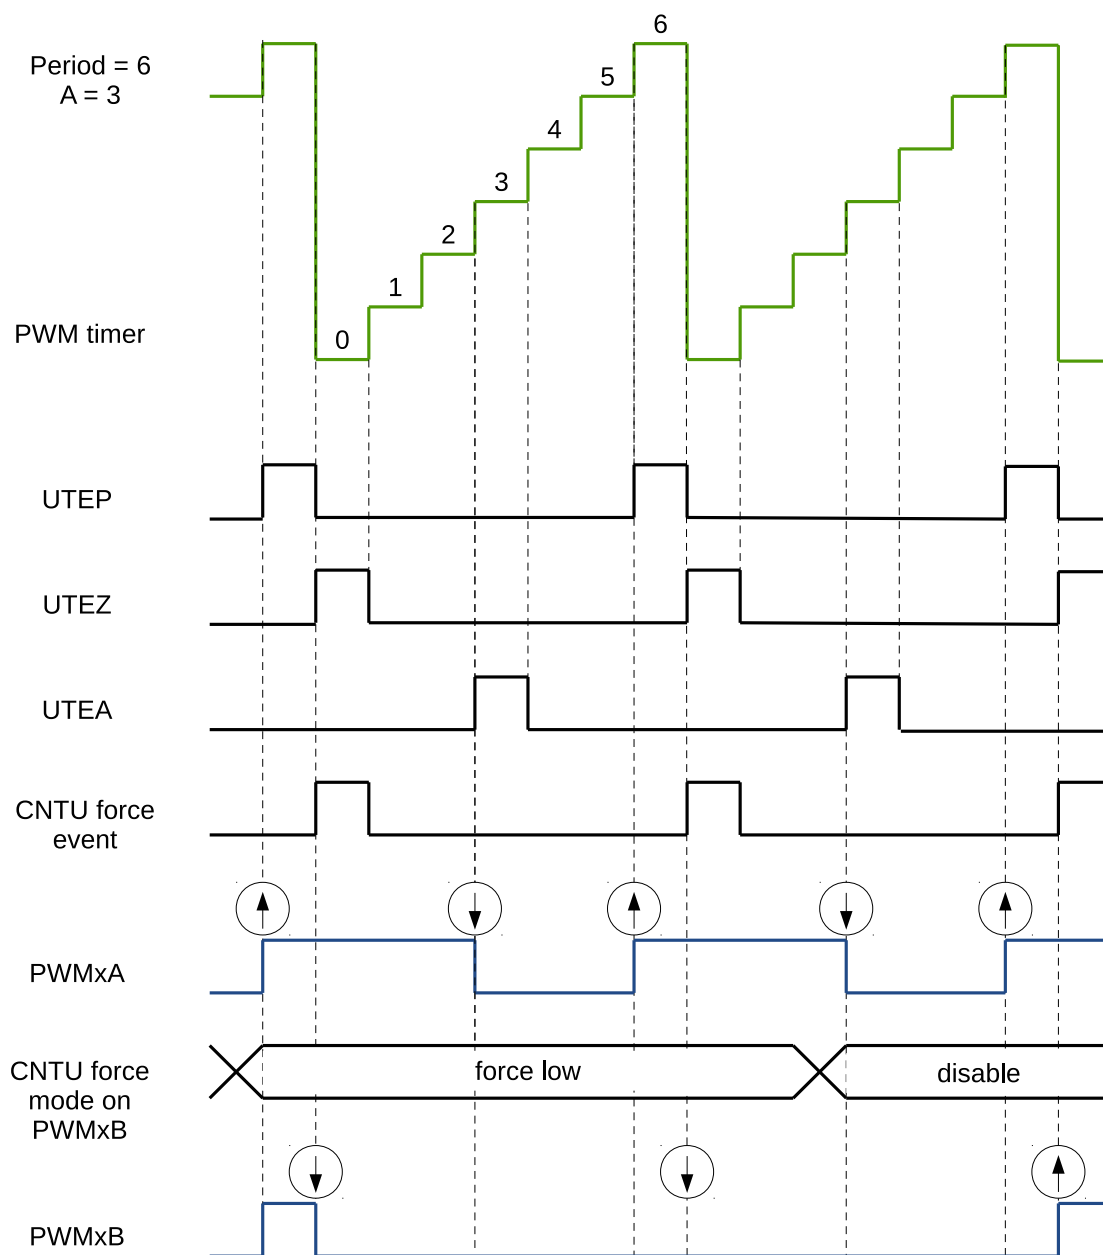 6
Period = 6
A = 3
5
4
3
2
1
0
PWM timer
UTEP
UTEZ
UTEA
CNTU force
event
PWMxA
CNTU force
mode on
PWMxB
force low
disable
PWMxB